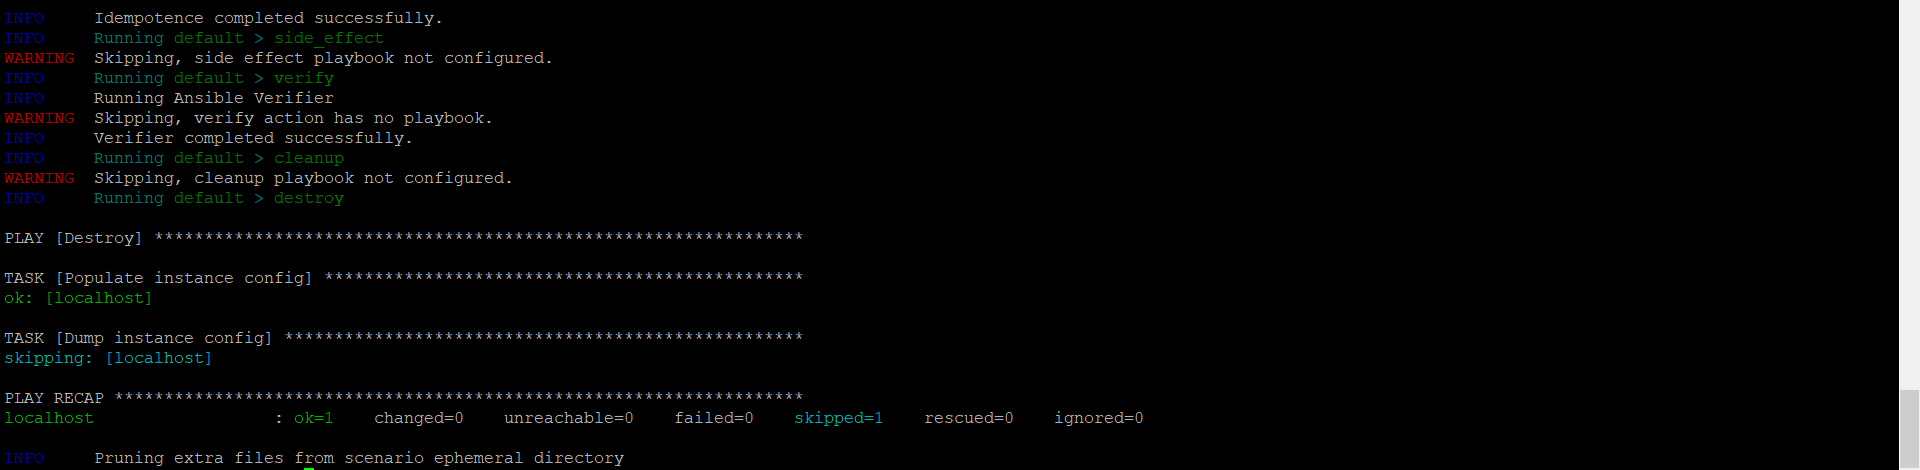 INFO Idempotence completed successfully.
INFO Running default > side_effect
WARNING Skipping, side effect playbook not configured.
INFO Running default > verify
INFO Running Ansible Verifier
WARNING Skipping, verify action has no playbook.
INFO Verifier completed successfully.
INFO Running default > cleanup
WARNING Skipping, cleanup playbook not configured.
INFO Running default > destroy
PLAY [Destroy] *****************************************************************
TASK [Populate instance config] ************************************************
ok: [localhost]
TASK [Dump instance config] ****************************************************
skipping: [localhost]
PLAY RECAP *********************************************************************
localhost : ok=1 changed=0 unreachable=0 failed=0 skipped=1 rescued=0 ignored=0
INFO Pruning extra files from scenario ephemeral directory